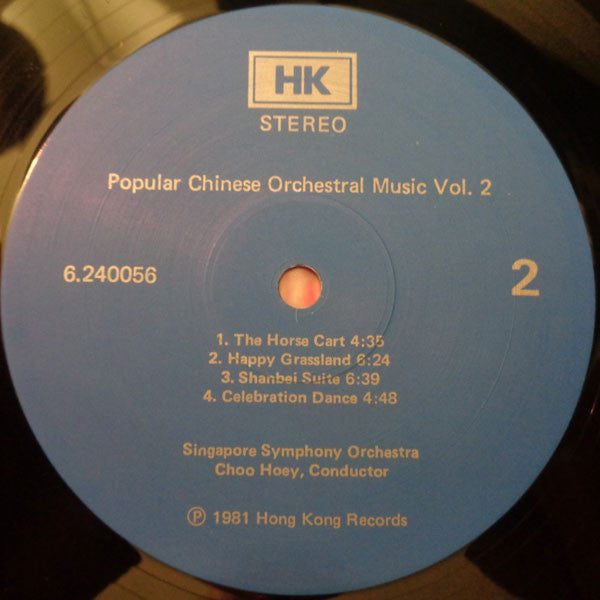 HK
STEREO
Popular Chinese Orchestral Music Vol. 2
6.240056
2
1. The Horse Cart 4:35
2. Happy Grassland 6:24
3. Shanbei Suite 6:39
4. Celebration Dance 4:48
Singapore Symphony Orchestra
Choo Hoey, Conductor
Ⓟ 1981 Hong Kong Records